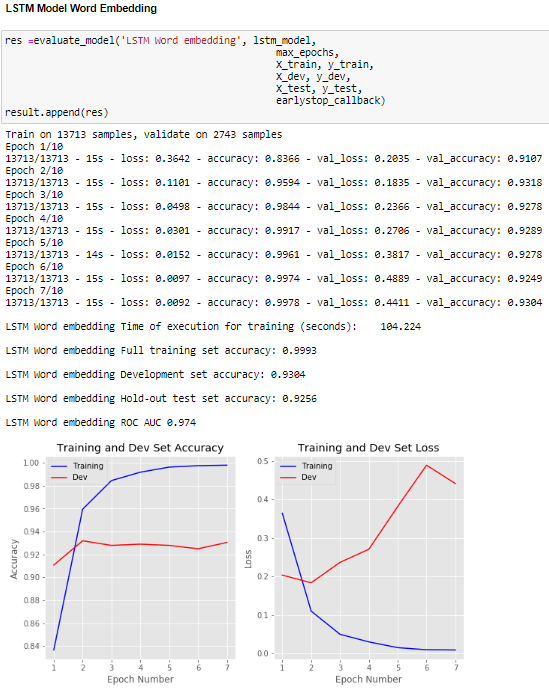 LSTM Model Word Embedding
res =evaluate_model('LSTM Word embedding', lstm_model,
max_epochs,
X_train, y_train,
X_dev, y_dev,
X_test, y_test,
earlystop_callback)
result.append(res)
Train on 13713 samples, validate on 2743 samples
Epoch 1/10
13713/13713 - 15s - loss: 0.3642 - accuracy: 0.8366 - val_loss: 0.2035 - val_accuracy: 0.9107
Epoch 2/10
13713/13713 - 15s - loss: 0.1101 - accuracy: 0.9594 - val_loss: 0.1835 - val_accuracy: 0.9318
Epoch 3/10
13713/13713 - 15s - loss: 0.0498 - accuracy: 0.9844 - val_loss: 0.2366 - val_accuracy: 0.9278
Epoch 4/10
13713/13713 - 15s - loss: 0.0301 - accuracy: 0.9917 - val_loss: 0.2706 - val_accuracy: 0.9289
Epoch 5/10
13713/13713 - 14s - loss: 0.0152 - accuracy: 0.9961 - val_loss: 0.3817 - val_accuracy: 0.9278
Epoch 6/10
13713/13713 - 15s - loss: 0.0097 - accuracy: 0.9974 - val_loss: 0.4889 - val_accuracy: 0.9249
Epoch 7/10
13713/13713 - 15s - loss: 0.0092 - accuracy: 0.9978 - val_loss: 0.4411 - val_accuracy: 0.9304
LSTM Word embedding Time of execution for training (seconds): 104.224
LSTM Word embedding Full training set accuracy: 0.9993
LSTM Word embedding Development set accuracy: 0.9304
LSTM Word embedding Hold-out test set accuracy: 0.9256
LSTM Word embedding ROC AUC 0.974
Training and Dev Set Accuracy
1.00
0.98
0.96
0.94
0.92
0.90
0.88
0.86
0.84
Accuracy
Training
Dev
1 2 3 4 5 6 7
Epoch Number
Training and Dev Set Loss
0.5
0.4
0.3
0.2
0.1
0.0
Loss
Training
Dev
1 2 3 4 5 6 7
Epoch Number